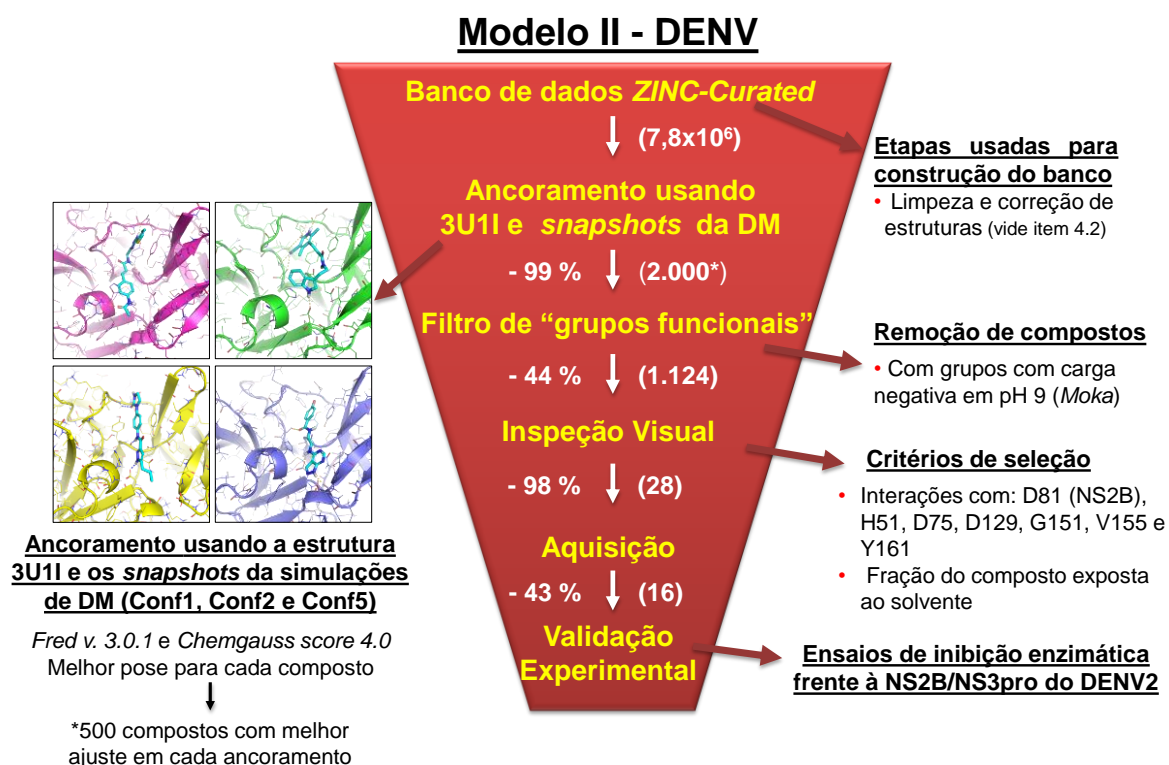 Modelo II - DENV
Banco de dados ZINC-Curated
(7,8x10⁶)
Ancoramento usando
3U1I e snapshots da DM
- 99 % (2.000*)
Filtro de “grupos funcionais”
- 44 % (1.124)
Inspeção Visual
- 98 % (28)
Aquisição
- 43 % (16)
Validação
Experimental
Etapas usadas para
construção do banco
• Limpeza e correção de
estruturas (vide item 4.2)
Remoção de compostos
• Com grupos com carga
negativa em pH 9 (Moka)
Critérios de seleção
• Interações com: D81 (NS2B),
H51, D75, D129, G151, V155 e
Y161
• Fração do composto exposta
ao solvente
Ensaios de inibição enzimática
frente à NS2B/NS3pro do DENV2
Ancoramento usando a estrutura
3U1I e os snapshots da simulações
de DM (Conf1, Conf2 e Conf5)
Fred v. 3.0.1 e Chemgauss score 4.0
Melhor pose para cada composto
*500 compostos com melhor
ajuste em cada ancoramento